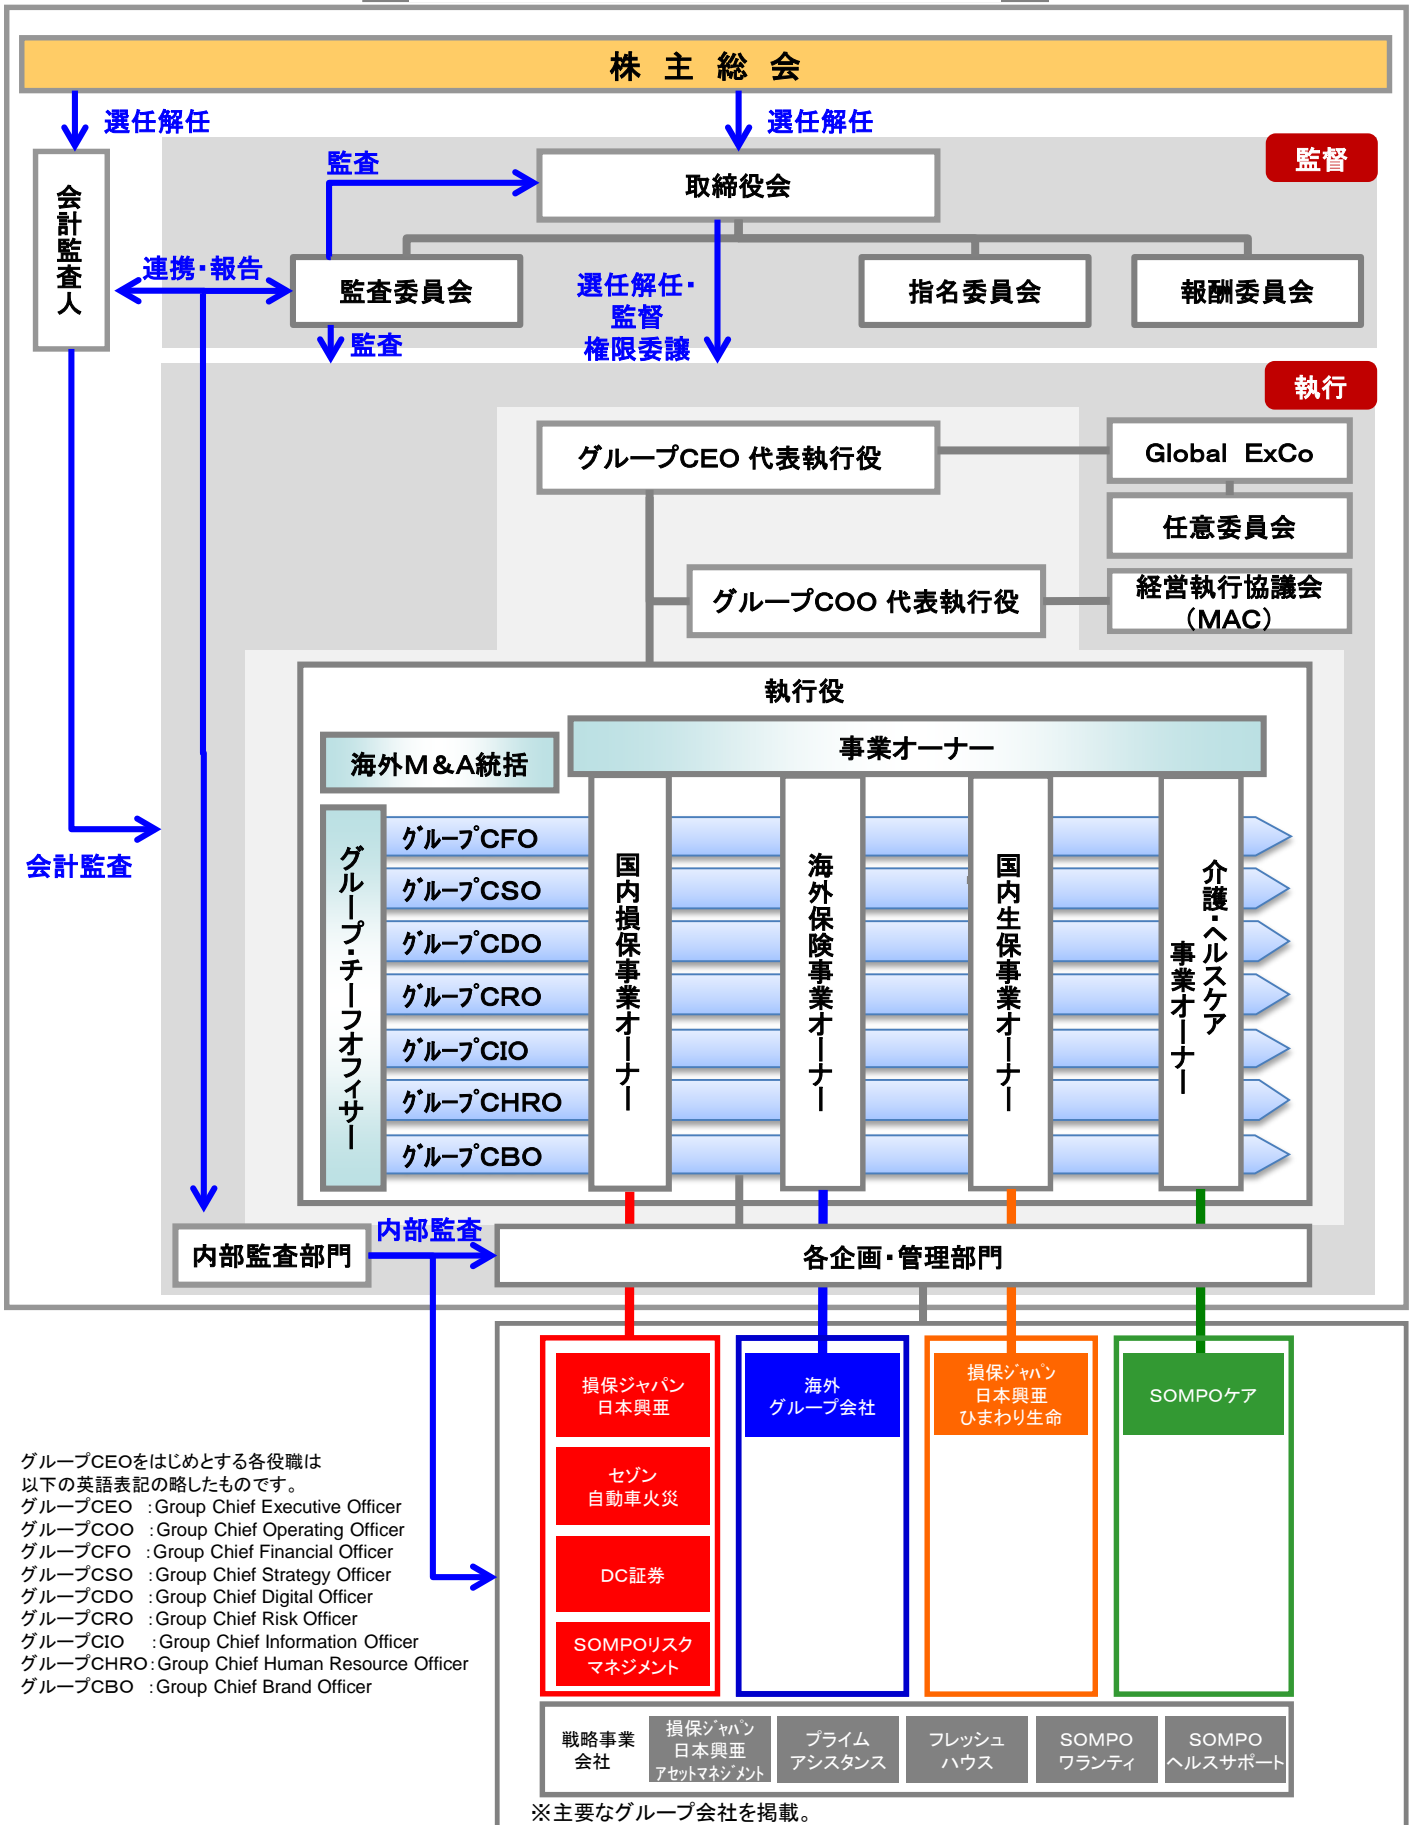 株主総会
選任解任
選任解任
監督
会計監査人
監査
取締役会
連携・報告
監査委員会
選任解任・
監督
権限委譲
指名委員会
報酬委員会
監査
執行
グループCEO 代表執行役
Global ExCo
任意委員会
グループCOO 代表執行役
経営執行協議会
（MAC）
執行役
海外M＆A統括
事業オーナー
会計監査
グループ・チーフオフィサー
グループCFO
グループCSO
グループCDO
グループCRO
グループCIO
グループCHRO
グループCBO
国内損保事業オーナー
海外保険事業オーナー
国内生保事業オーナー
介護・ヘルスケア
事業オーナー
内部監査部門
内部監査
各企画・管理部門
損保ジャパン
日本興亜
セゾン
自動車火災
DC証券
SOMPOリスク
マネジメント
海外
グループ会社
損保ジャパン
日本興亜
ひまわり生命
SOMPOケア
グループCEOをはじめとする各役職は
以下の英語表記の略したものです。
グループCEO ：Group Chief Executive Officer
グループCOO ：Group Chief Operating Officer
グループCFO ：Group Chief Financial Officer
グループCSO ：Group Chief Strategy Officer
グループCDO ：Group Chief Digital Officer
グループCRO ：Group Chief Risk Officer
グループCIO ：Group Chief Information Officer
グループCHRO：Group Chief Human Resource Officer
グループCBO ：Group Chief Brand Officer
戦略事業
会社
損保ジャパン
日本興亜
アセットマネジメント
プライム
アシスタンス
フレッシュ
ハウス
SOMPO
ワランティ
SOMPO
ヘルスサポート
※主要なグループ会社を掲載。